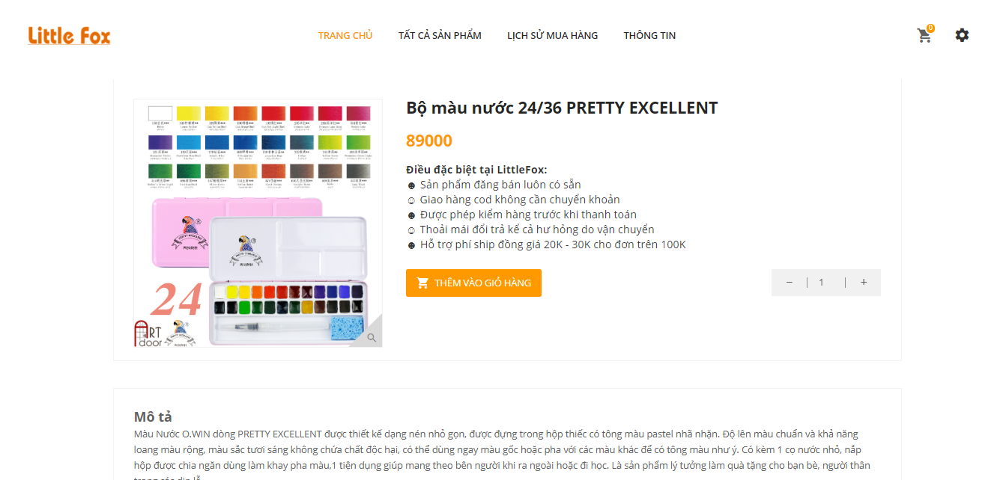 Little Fox
TRANG CHỦ
TẤT CẢ SẢN PHẨM
LỊCH SỬ MUA HÀNG
THÔNG TIN
0
Bộ màu nước 24/36 PRETTY EXCELLENT
89000
Điều đặc biệt tại LittleFox:
☻ Sản phẩm đăng bán luôn có sẵn
☺ Giao hàng cod không cần chuyển khoản
☻ Được phép kiểm hàng trước khi thanh toán
☺ Thoải mái đổi trả kể cả hư hỏng do vận chuyển
☻ Hỗ trợ phí ship đồng giá 20K - 30K cho đơn trên 100K
THÊM VÀO GIỎ HÀNG
− 1 +
24
ART
door
Mô tả
Màu Nước O.WIN dòng PRETTY EXCELLENT được thiết kế dạng nén nhỏ gọn, được đựng trong hộp thiếc có tông màu pastel nhã nhặn. Độ lên màu chuẩn và khả năng
loang màu rộng, màu sắc tươi sáng không chứa chất độc hại, có thể dùng ngay màu gốc hoặc pha với các màu khác để có tông màu như ý. Có kèm 1 cọ nước nhỏ, nắp
hộp được chia ngăn dùng làm khay pha màu,1 tiện dụng giúp mang theo bên người khi ra ngoài hoặc đi học. Là sản phẩm lý tưởng làm quà tặng cho bạn bè, người thân